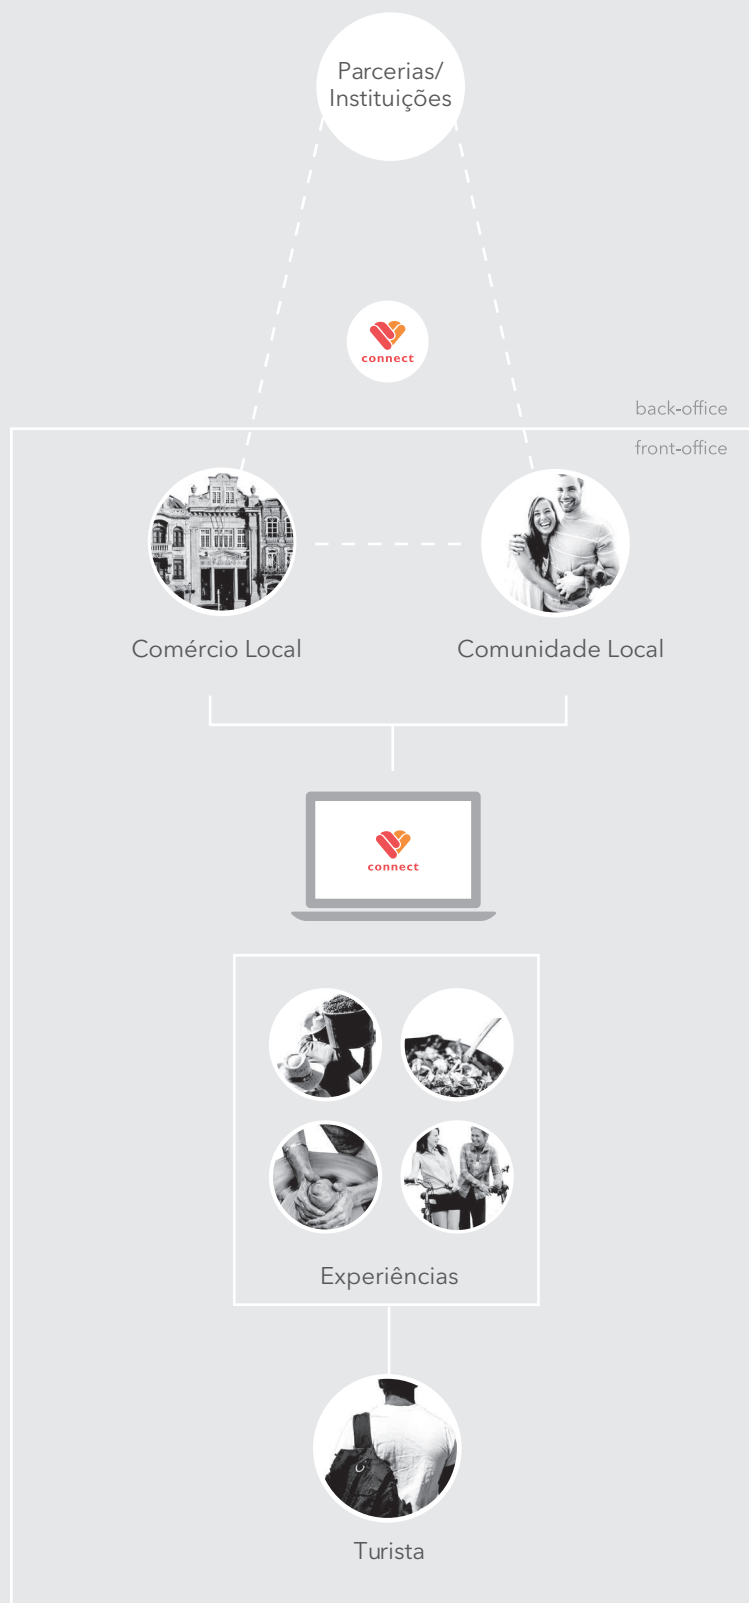 Parcerias/
Instituições
connect
back-office
front-office
Comércio Local
Comunidade Local
connect
Experiências
Turista